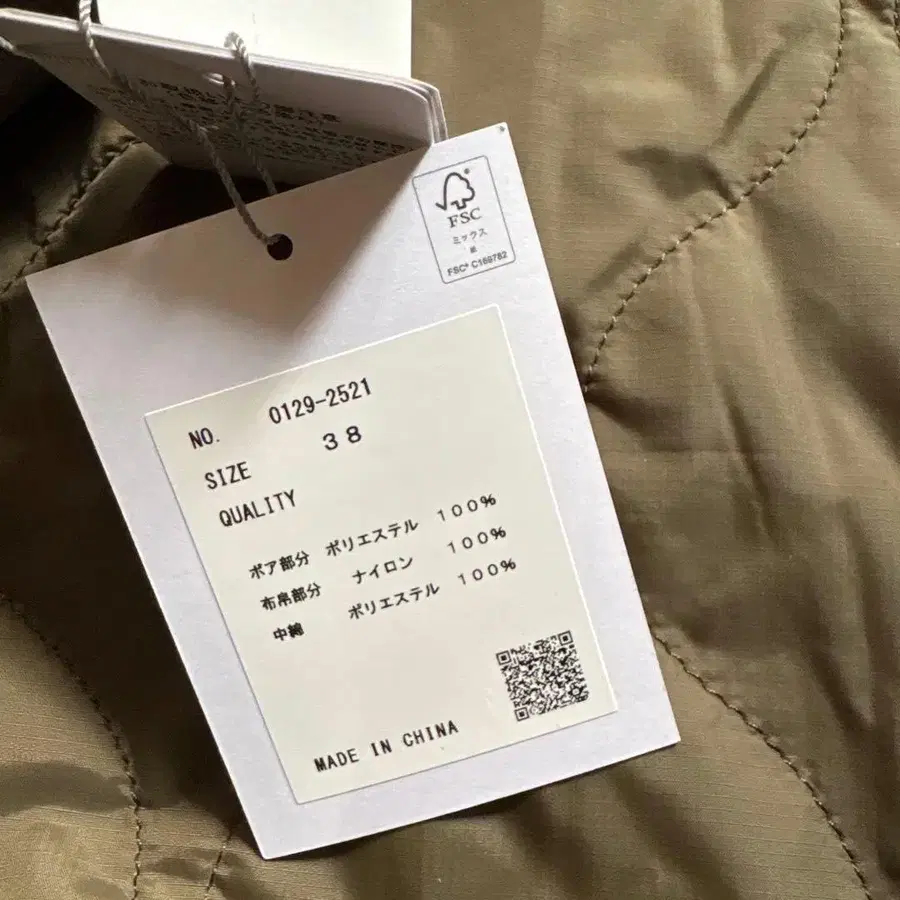 FSC®
ミックス
紙
FSC® C169782
NO. 0129-2521
SIZE 38
QUALITY
ボア部分 ポリエステル 100%
布帛部分 ナイロン 100%
中綿 ポリエステル 100%
MADE IN CHINA